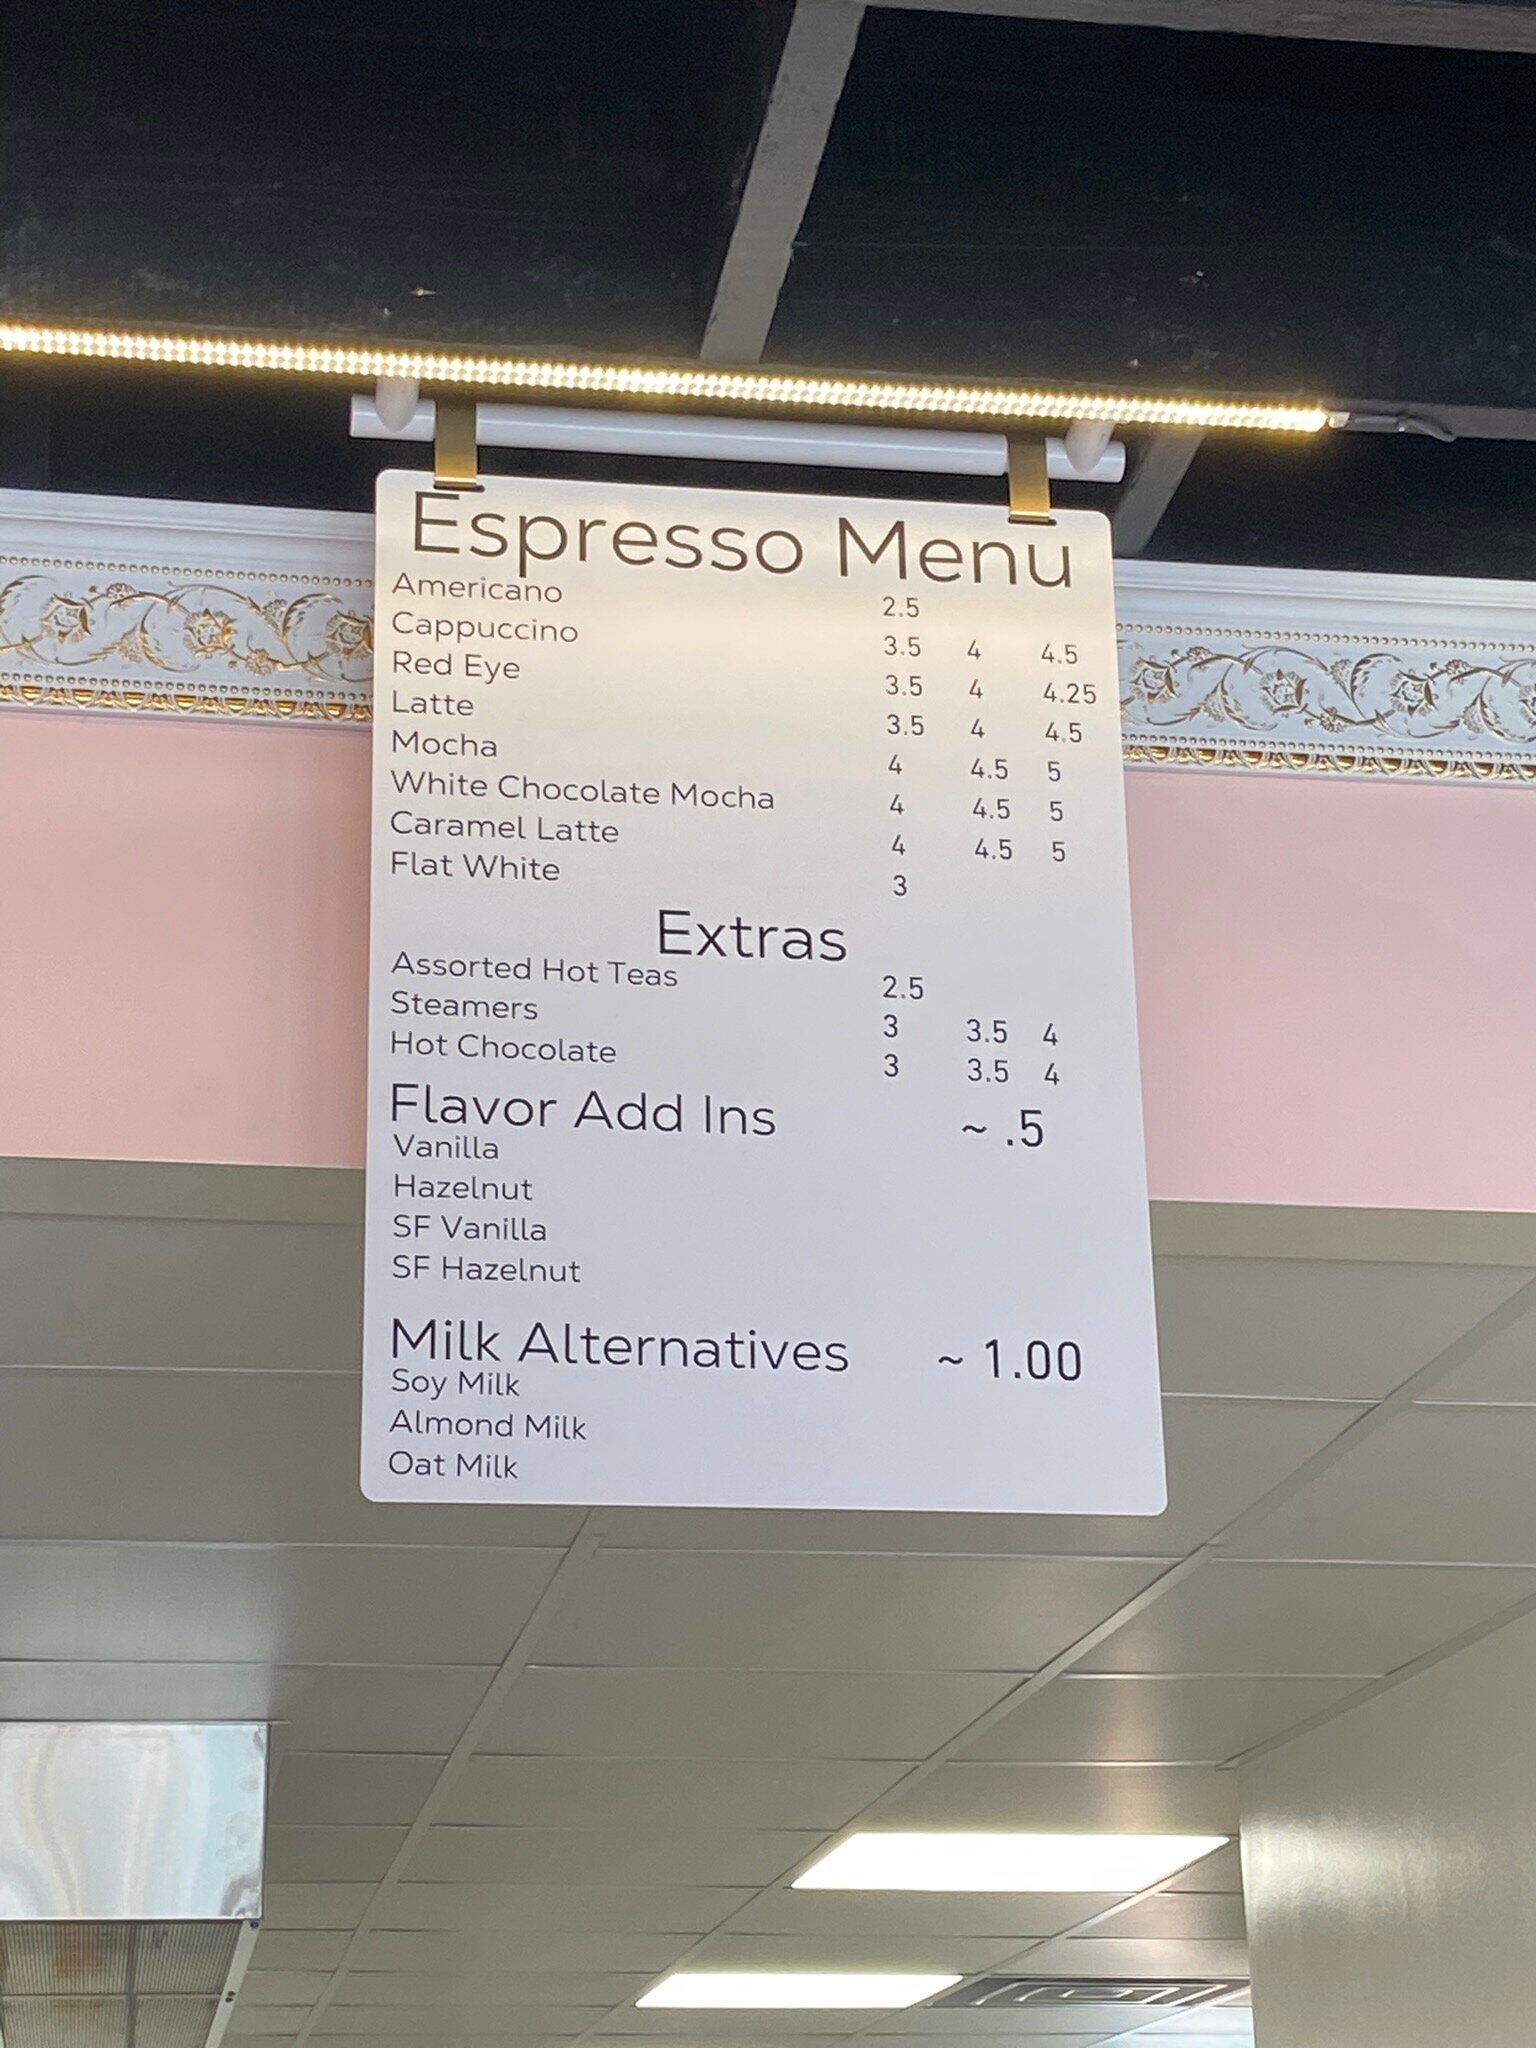 Espresso Menu
Americano 2.5
Cappuccino 3.5 4 4.5
Red Eye 3.5 4 4.25
Latte 3.5 4 4.5
Mocha 4 4.5 5
White Chocolate Mocha 4 4.5 5
Caramel Latte 4 4.5 5
Flat White 3
Extras
Assorted Hot Teas 2.5
Steamers 3 3.5 4
Hot Chocolate 3 3.5 4
Flavor Add Ins ~ .5
Vanilla
Hazelnut
SF Vanilla
SF Hazelnut
Milk Alternatives ~ 1.00
Soy Milk
Almond Milk
Oat Milk